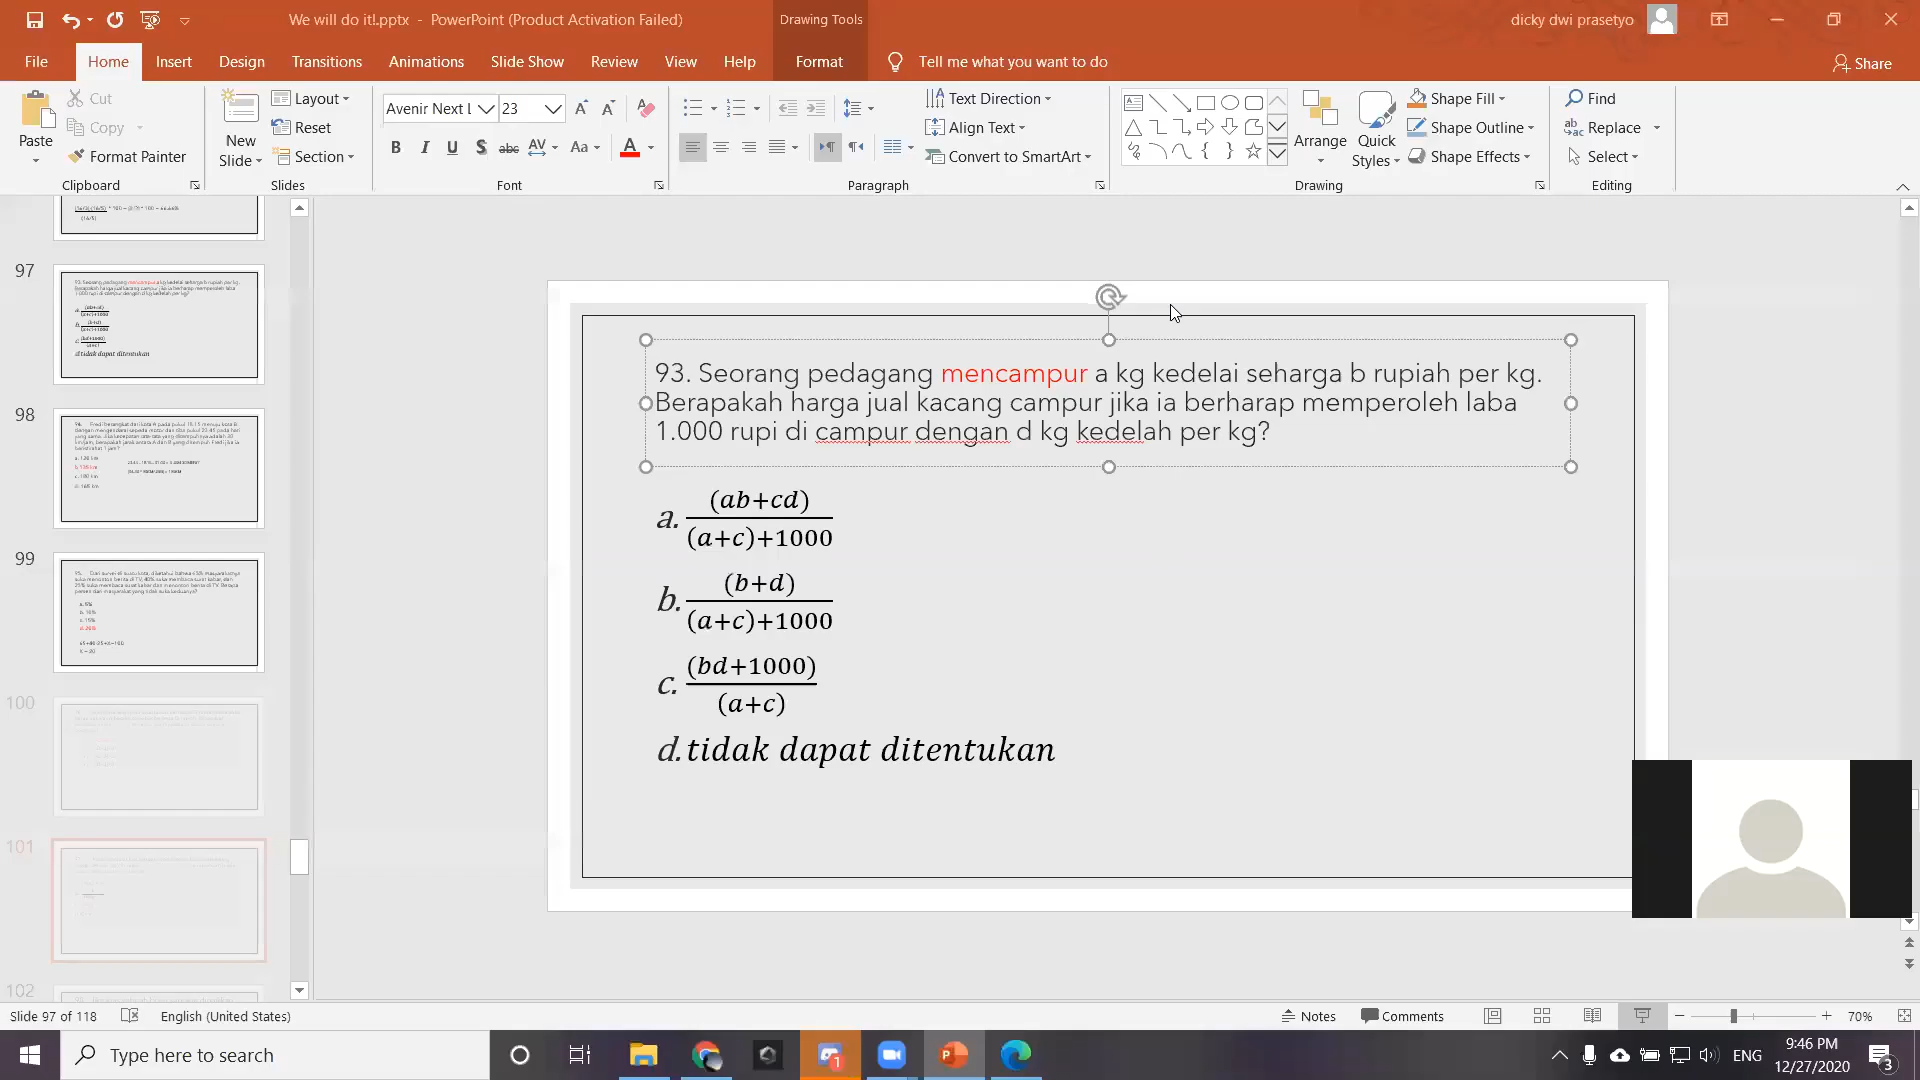 We will do it!.pptx - PowerPoint (Product Activation Failed)
Drawing Tools
dicky dwi prasetyo
File Home Insert Design Transitions Animations Slide Show Review View Help Format Tell me what you want to do Share
Paste
Cut
Copy
Format Painter
Clipboard
New Slide
Layout
Reset
Section
Slides
Avenir Next L 23
B I U S abc AV Aa A
Font
Text Direction
Align Text
Convert to SmartArt
Paragraph
Arrange
Quick Styles
Shape Fill
Shape Outline
Shape Effects
Drawing
Find
Replace
Select
Editing
97
98
99
100
101
102
93. Seorang pedagang mencampur a kg kedelai seharga b rupiah per kg.
Berapakah harga jual kacang campur jika ia berharap memperoleh laba
1.000 rupi di campur dengan d kg kedelah per kg?
a. (ab+cd)
(a+c)+1000
b. (b+d)
(a+c)+1000
c. (bd+1000)
(a+c)
d. tidak dapat ditentukan
Slide 97 of 118 English (United States) Notes Comments 70%
Type here to search
1
ENG
9:46 PM
12/27/2020
3